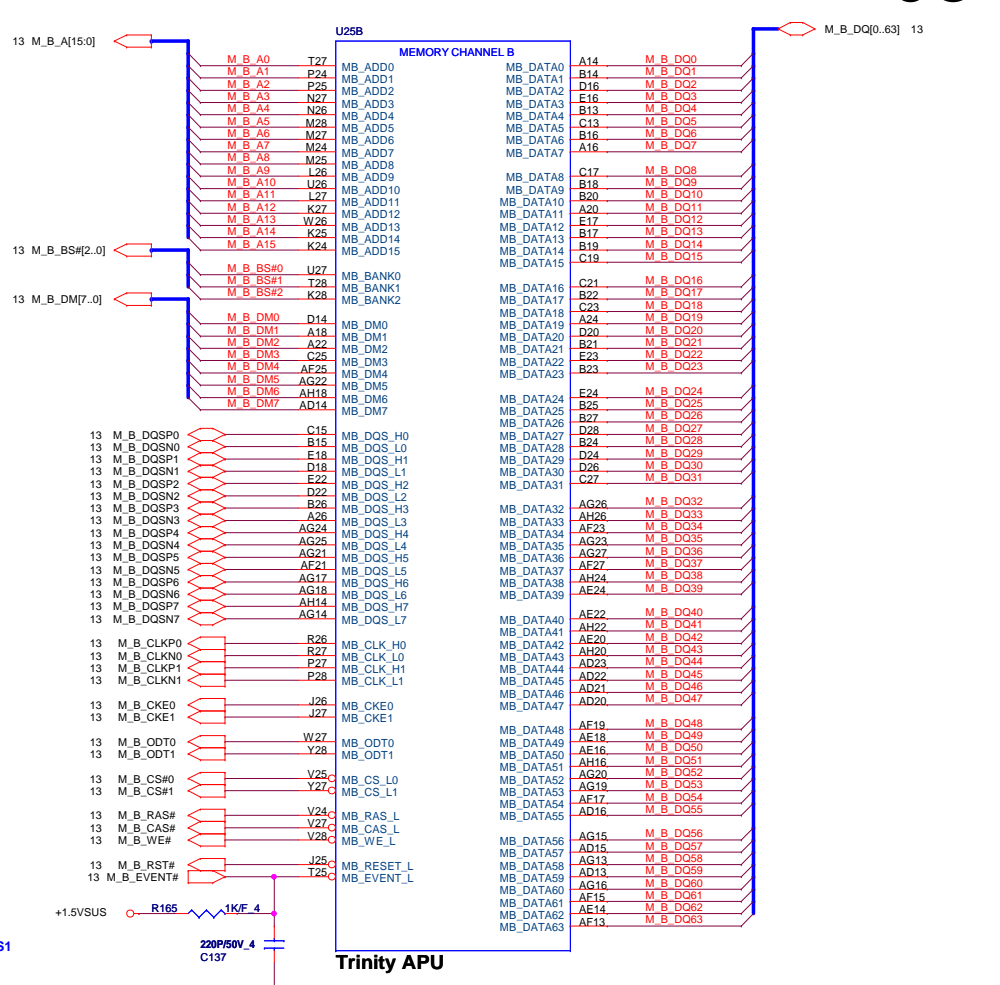 U25B
13 M_B_A[15:0]
M_B_DQ[0..63] 13
MEMORY CHANNEL B
M_B_A0 T27 MB_ADD0 MB_DATA0 A14 M_B_DQ0
M_B_A1 P24 MB_ADD1 MB_DATA1 B14 M_B_DQ1
M_B_A2 P25 MB_ADD2 MB_DATA2 D16 M_B_DQ2
M_B_A3 N27 MB_ADD3 MB_DATA3 E16 M_B_DQ3
M_B_A4 N26 MB_ADD4 MB_DATA4 B13 M_B_DQ4
M_B_A5 M28 MB_ADD5 MB_DATA5 C13 M_B_DQ5
M_B_A6 M27 MB_ADD6 MB_DATA6 B16 M_B_DQ6
M_B_A7 M24 MB_ADD7 MB_DATA7 A16 M_B_DQ7
M_B_A8 M25 MB_ADD8
M_B_A9 L26 MB_ADD9 MB_DATA8 C17 M_B_DQ8
M_B_A10 U26 MB_ADD10 MB_DATA9 B18 M_B_DQ9
M_B_A11 L27 MB_ADD11 MB_DATA10 B20 M_B_DQ10
M_B_A12 K27 MB_ADD12 MB_DATA11 A20 M_B_DQ11
M_B_A13 W26 MB_ADD13 MB_DATA12 E17 M_B_DQ12
M_B_A14 K25 MB_ADD14 MB_DATA13 B17 M_B_DQ13
M_B_A15 K24 MB_ADD15 MB_DATA14 B19 M_B_DQ14
13 M_B_BS#[2..0] MB_DATA15 C19 M_B_DQ15
M_B_BS#0 U27 MB_BANK0
M_B_BS#1 T28 MB_BANK1 MB_DATA16 C21 M_B_DQ16
M_B_BS#2 K28 MB_BANK2 MB_DATA17 B22 M_B_DQ17
13 M_B_DM[7..0] MB_DATA18 C23 M_B_DQ18
M_B_DM0 D14 MB_DM0 MB_DATA19 A24 M_B_DQ19
M_B_DM1 A18 MB_DM1 MB_DATA20 D20 M_B_DQ20
M_B_DM2 A22 MB_DM2 MB_DATA21 B21 M_B_DQ21
M_B_DM3 C25 MB_DM3 MB_DATA22 E23 M_B_DQ22
M_B_DM4 AF25 MB_DM4 MB_DATA23 B23 M_B_DQ23
M_B_DM5 AG22 MB_DM5
M_B_DM6 AH18 MB_DM6 MB_DATA24 E24 M_B_DQ24
M_B_DM7 AD14 MB_DM7 MB_DATA25 B25 M_B_DQ25
MB_DATA26 B27 M_B_DQ26
13 M_B_DQSP0 C15 MB_DQS_H0 MB_DATA27 D28 M_B_DQ27
13 M_B_DQSN0 B15 MB_DQS_L0 MB_DATA28 B24 M_B_DQ28
13 M_B_DQSP1 E18 MB_DQS_H1 MB_DATA29 D24 M_B_DQ29
13 M_B_DQSN1 D18 MB_DQS_L1 MB_DATA30 D26 M_B_DQ30
13 M_B_DQSP2 E22 MB_DQS_H2 MB_DATA31 C27 M_B_DQ31
13 M_B_DQSN2 D22 MB_DQS_L2
13 M_B_DQSP3 B26 MB_DQS_H3 MB_DATA32 AG26 M_B_DQ32
13 M_B_DQSN3 A26 MB_DQS_L3 MB_DATA33 AH26 M_B_DQ33
13 M_B_DQSP4 AG24 MB_DQS_H4 MB_DATA34 AF23 M_B_DQ34
13 M_B_DQSN4 AG25 MB_DQS_L4 MB_DATA35 AG23 M_B_DQ35
13 M_B_DQSP5 AG21 MB_DQS_H5 MB_DATA36 AG27 M_B_DQ36
13 M_B_DQSN5 AF21 MB_DQS_L5 MB_DATA37 AF27 M_B_DQ37
13 M_B_DQSP6 AG17 MB_DQS_H6 MB_DATA38 AH24 M_B_DQ38
13 M_B_DQSN6 AG18 MB_DQS_L6 MB_DATA39 AE24 M_B_DQ39
13 M_B_DQSP7 AH14 MB_DQS_H7
13 M_B_DQSN7 AG14 MB_DQS_L7 MB_DATA40 AE22 M_B_DQ40
MB_DATA41 AH22 M_B_DQ41
13 M_B_CLKP0 R26 MB_CLK_H0 MB_DATA42 AE20 M_B_DQ42
13 M_B_CLKN0 R27 MB_CLK_L0 MB_DATA43 AH20 M_B_DQ43
13 M_B_CLKP1 P27 MB_CLK_H1 MB_DATA44 AD23 M_B_DQ44
13 M_B_CLKN1 P28 MB_CLK_L1 MB_DATA45 AD22 M_B_DQ45
MB_DATA46 AD21 M_B_DQ46
13 M_B_CKE0 J26 MB_CKE0 MB_DATA47 AD20 M_B_DQ47
13 M_B_CKE1 J27 MB_CKE1
MB_DATA48 AF19 M_B_DQ48
13 M_B_ODT0 W27 MB_ODT0 MB_DATA49 AE18 M_B_DQ49
13 M_B_ODT1 Y28 MB_ODT1 MB_DATA50 AE16 M_B_DQ50
MB_DATA51 AH16 M_B_DQ51
13 M_B_CS#0 V25 MB_CS_L0 MB_DATA52 AG20 M_B_DQ52
13 M_B_CS#1 Y27 MB_CS_L1 MB_DATA53 AG19 M_B_DQ53
MB_DATA54 AF17 M_B_DQ54
13 M_B_RAS# V24 MB_RAS_L MB_DATA55 AD16 M_B_DQ55
13 M_B_CAS# V27 MB_CAS_L
13 M_B_WE# V28 MB_WE_L MB_DATA56 AG15 M_B_DQ56
MB_DATA57 AD15 M_B_DQ57
13 M_B_RST# J25 MB_RESET_L MB_DATA58 AG13 M_B_DQ58
13 M_B_EVENT# T25 MB_EVENT_L MB_DATA59 AD13 M_B_DQ59
MB_DATA60 AG16 M_B_DQ60
MB_DATA61 AF15 M_B_DQ61
+1.5VSUS R165 1K/F_4 MB_DATA62 AE14 M_B_DQ62
MB_DATA63 AF13 M_B_DQ63
S1
220P/50V_4
C137
Trinity APU